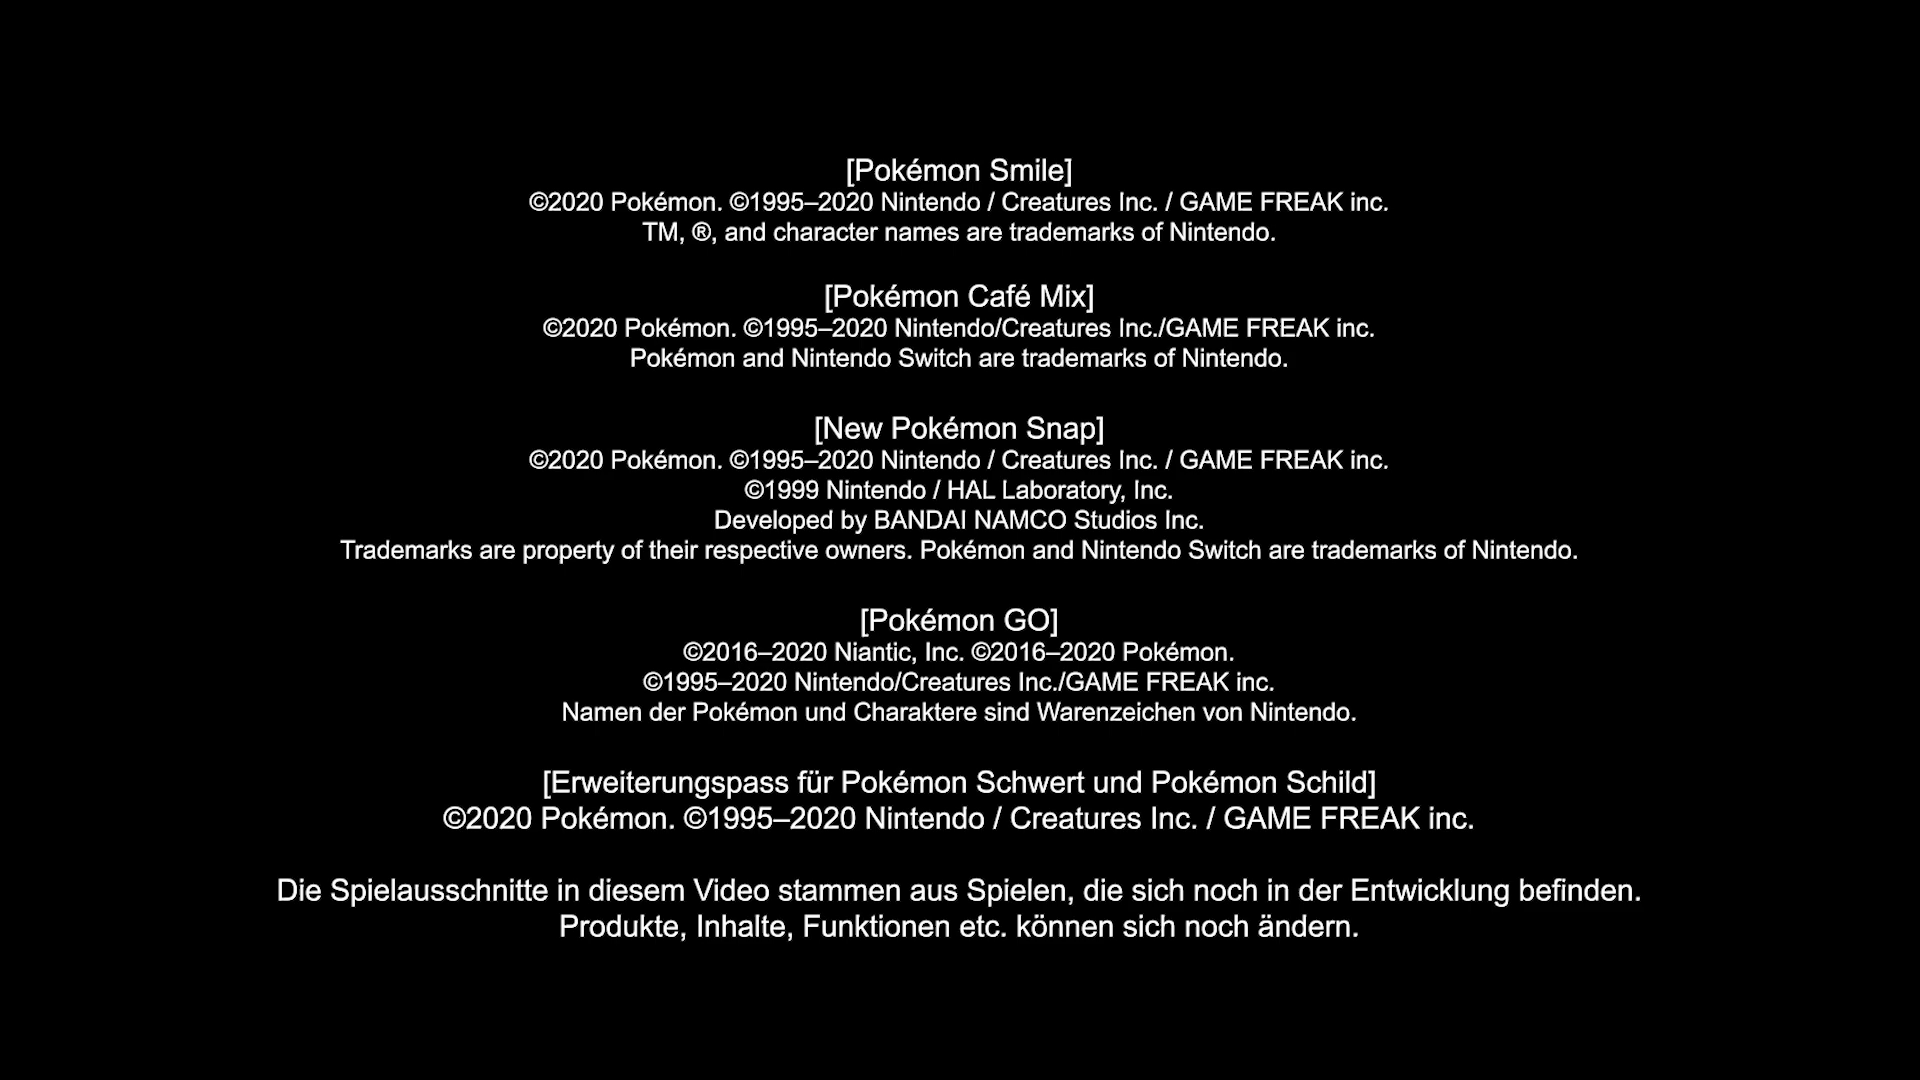 [Pokémon Smile]
©2020 Pokémon. ©1995–2020 Nintendo / Creatures Inc. / GAME FREAK inc.
TM, ®, and character names are trademarks of Nintendo.
[Pokémon Café Mix]
©2020 Pokémon. ©1995–2020 Nintendo/Creatures Inc./GAME FREAK inc.
Pokémon and Nintendo Switch are trademarks of Nintendo.
[New Pokémon Snap]
©2020 Pokémon. ©1995–2020 Nintendo / Creatures Inc. / GAME FREAK inc.
©1999 Nintendo / HAL Laboratory, Inc.
Developed by BANDAI NAMCO Studios Inc.
Trademarks are property of their respective owners. Pokémon and Nintendo Switch are trademarks of Nintendo.
[Pokémon GO]
©2016–2020 Niantic, Inc. ©2016–2020 Pokémon.
©1995–2020 Nintendo/Creatures Inc./GAME FREAK inc.
Namen der Pokémon und Charaktere sind Warenzeichen von Nintendo.
[Erweiterungspass für Pokémon Schwert und Pokémon Schild]
©2020 Pokémon. ©1995–2020 Nintendo / Creatures Inc. / GAME FREAK inc.
Die Spielausschnitte in diesem Video stammen aus Spielen, die sich noch in der Entwicklung befinden.
Produkte, Inhalte, Funktionen etc. können sich noch ändern.